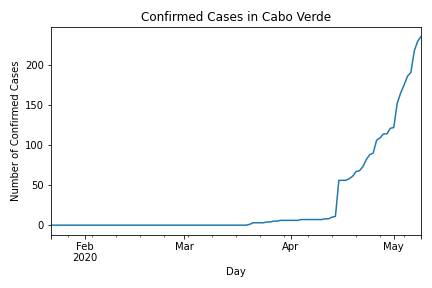 Confirmed Cases in Cabo Verde
Number of Confirmed Cases
200
150
100
50
0
Feb
2020
Mar
Apr
May
Day